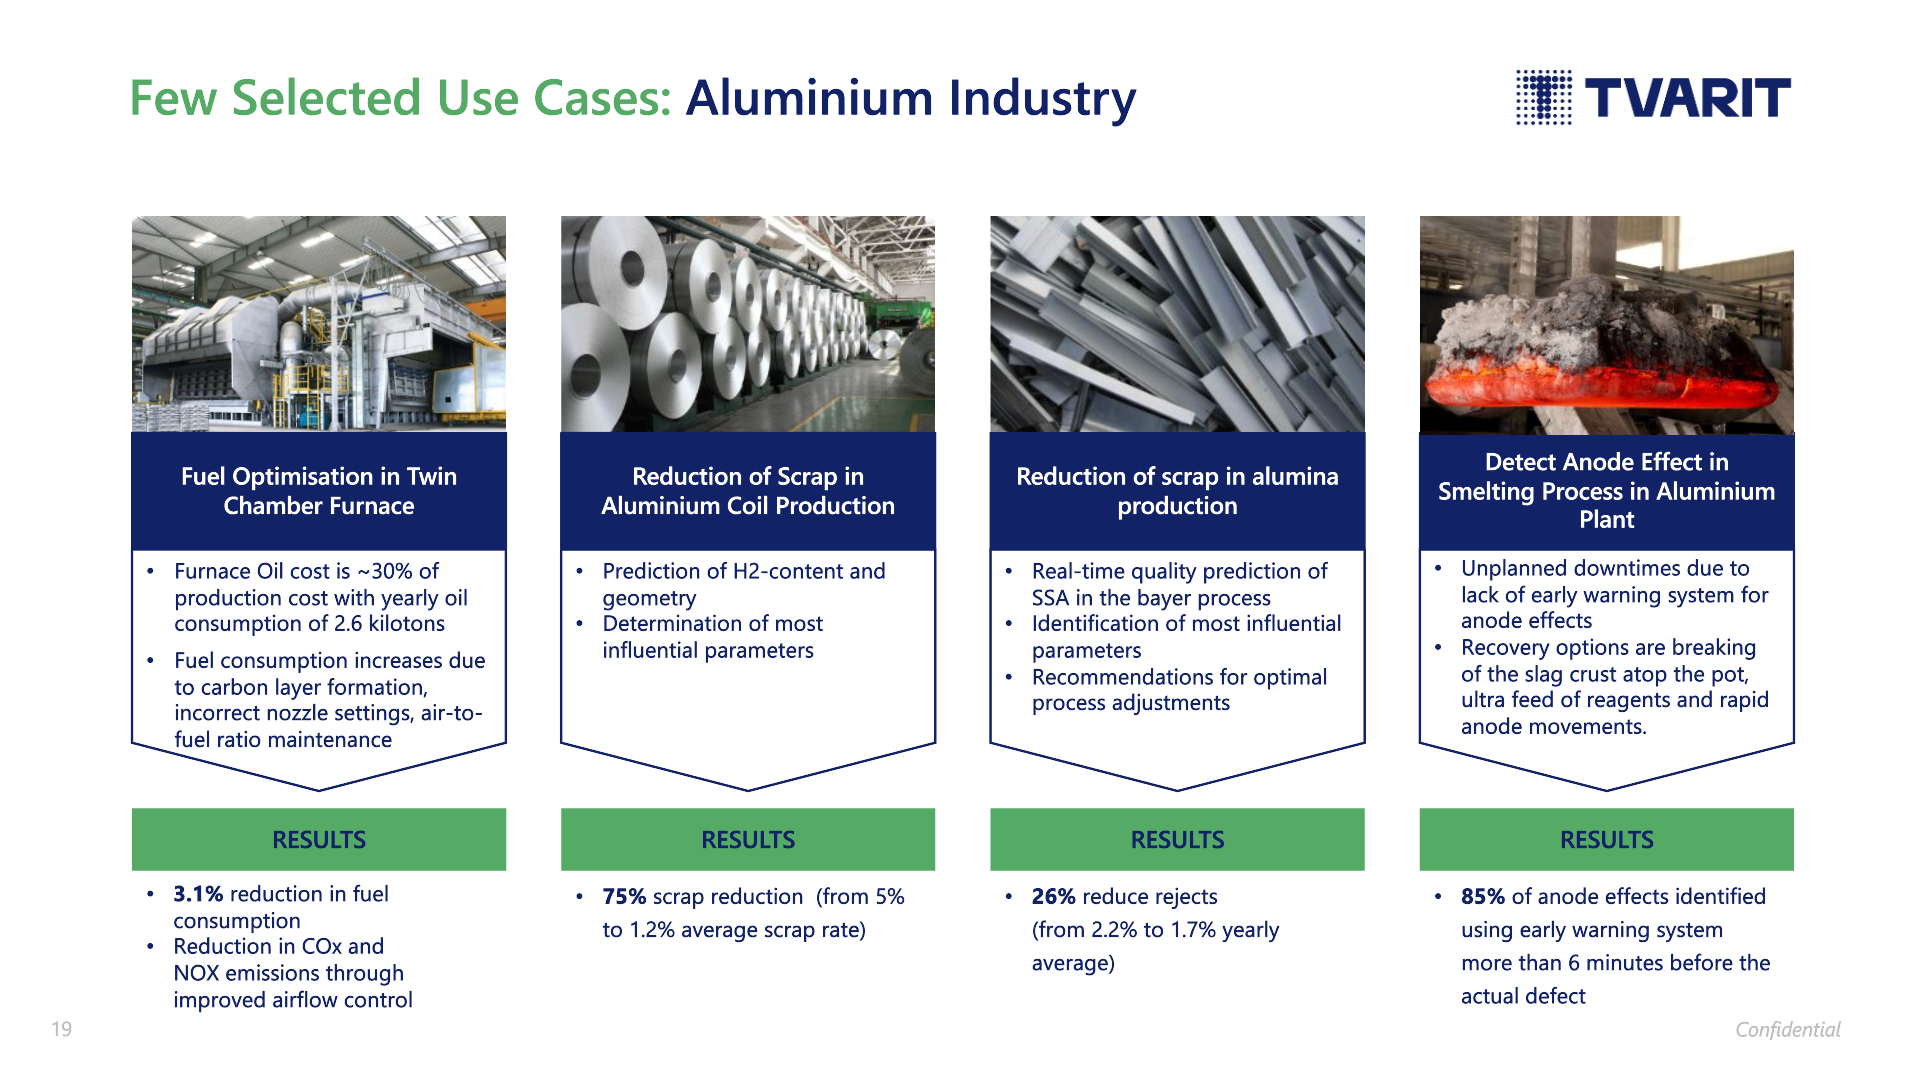 Few Selected Use Cases: Aluminium Industry
TVARIT
Fuel Optimisation in Twin
Chamber Furnace
• Furnace Oil cost is ~30% of
production cost with yearly oil
consumption of 2.6 kilotons
• Fuel consumption increases due
to carbon layer formation,
incorrect nozzle settings, air-to-
fuel ratio maintenance
RESULTS
• 3.1% reduction in fuel
consumption
• Reduction in COx and
NOX emissions through
improved airflow control
Reduction of Scrap in
Aluminium Coil Production
• Prediction of H2-content and
geometry
• Determination of most
influential parameters
RESULTS
• 75% scrap reduction (from 5%
to 1.2% average scrap rate)
Reduction of scrap in alumina
production
• Real-time quality prediction of
SSA in the bayer process
• Identification of most influential
parameters
• Recommendations for optimal
process adjustments
RESULTS
• 26% reduce rejects
(from 2.2% to 1.7% yearly
average)
Detect Anode Effect in
Smelting Process in Aluminium
Plant
• Unplanned downtimes due to
lack of early warning system for
anode effects
• Recovery options are breaking
of the slag crust atop the pot,
ultra feed of reagents and rapid
anode movements.
RESULTS
• 85% of anode effects identified
using early warning system
more than 6 minutes before the
actual defect
19
Confidential